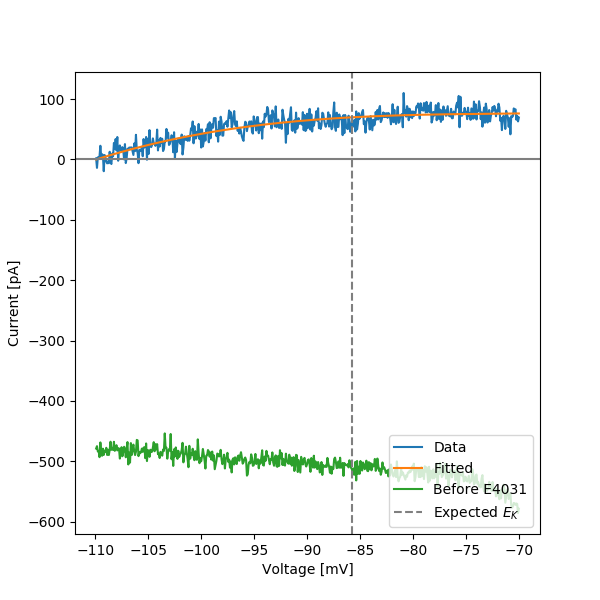 100
0
−100
−200
−300
−400
−500
−600
Current [pA]
Data
Fitted
Before E4031
Expected E_K
−110
−105
−100
−95
−90
−85
−80
−75
−70
Voltage [mV]